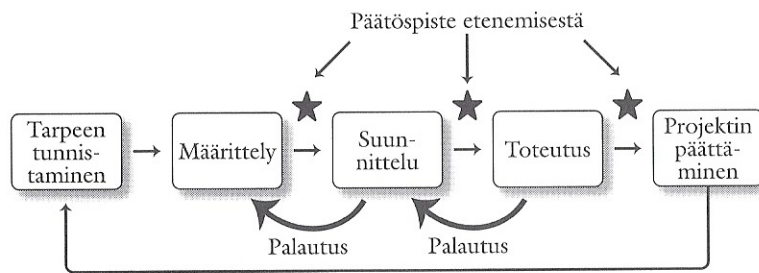 Päätöspiste etenemisestä
Tarpeen
tunnis-
taminen
Määrittely
Suun-
nittelu
Toteutus
Projektin
päättä-
minen
Palautus
Palautus